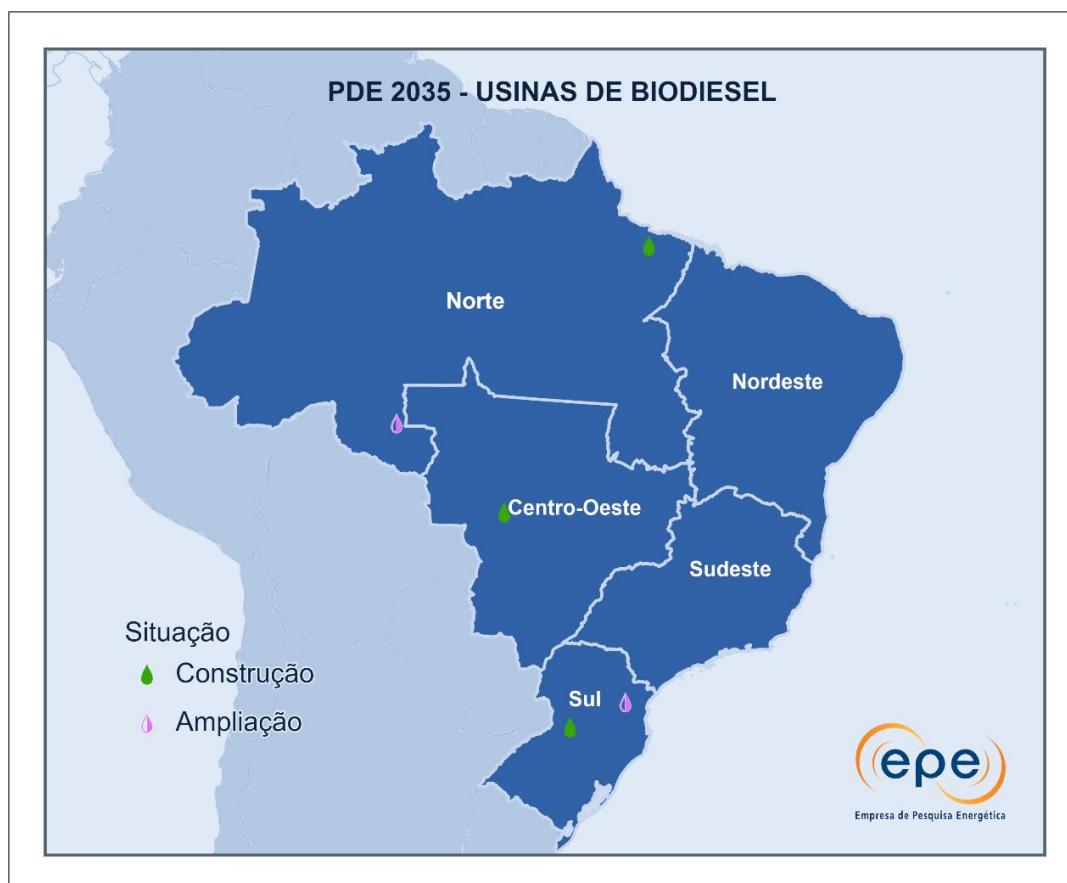 PDE 2035 - USINAS DE BIODIESEL
Norte
Nordeste
Centro-Oeste
Sudeste
Sul
Situação
Construção
Ampliação
epe
Empresa de Pesquisa Energética